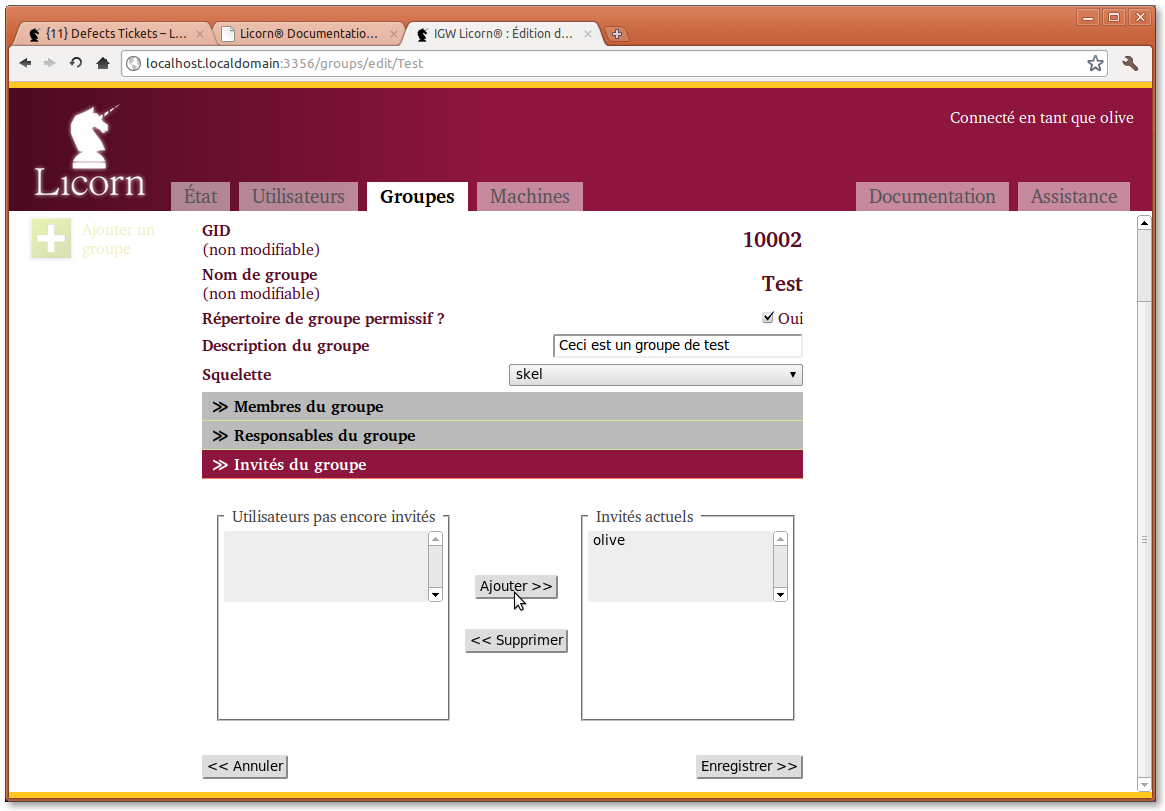 {11} Defects Tickets – L...
Licorn® Documentatio...
IGW Licorn® : Édition d...
localhost.localdomain:3356/groups/edit/Test
Connecté en tant que olive
Licorn
État
Utilisateurs
Groupes
Machines
Documentation
Assistance
Ajouter un
groupe
GID
(non modifiable)
10002
Nom de groupe
(non modifiable)
Test
Répertoire de groupe permissif ?
Oui
Description du groupe
Ceci est un groupe de test
Squelette
skel
≫ Membres du groupe
≫ Responsables du groupe
≫ Invités du groupe
Utilisateurs pas encore invités
Invités actuels
olive
Ajouter >>
<< Supprimer
<< Annuler
Enregistrer >>